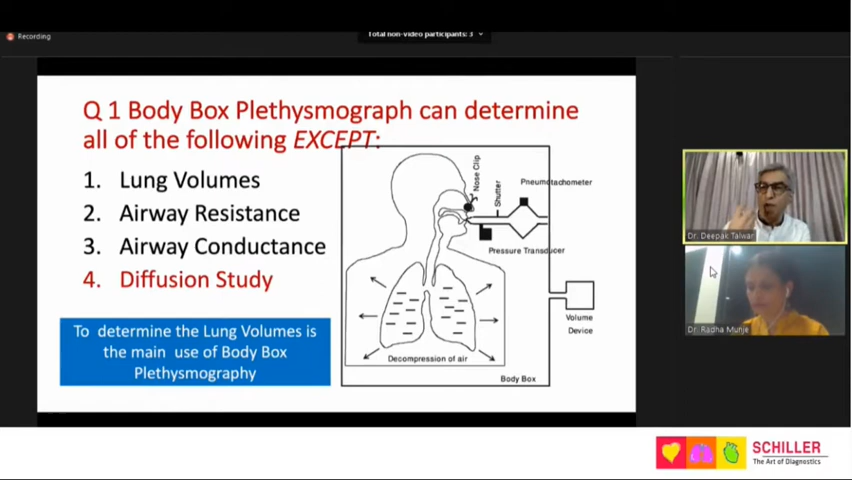 Recording
Total non-video participants: 3
Q 1 Body Box Plethysmograph can determine
all of the following EXCEPT:
1. Lung Volumes
2. Airway Resistance
3. Airway Conductance
4. Diffusion Study
To determine the Lung Volumes is
the main use of Body Box
Plethysmography
Nose Clip
Shutter
Pneumotachometer
Pressure Transducer
Volume
Device
Decompression of air
Body Box
Dr. Deepak Talwar
Dr. Radha Munje
SCHILLER
The Art of Diagnostics